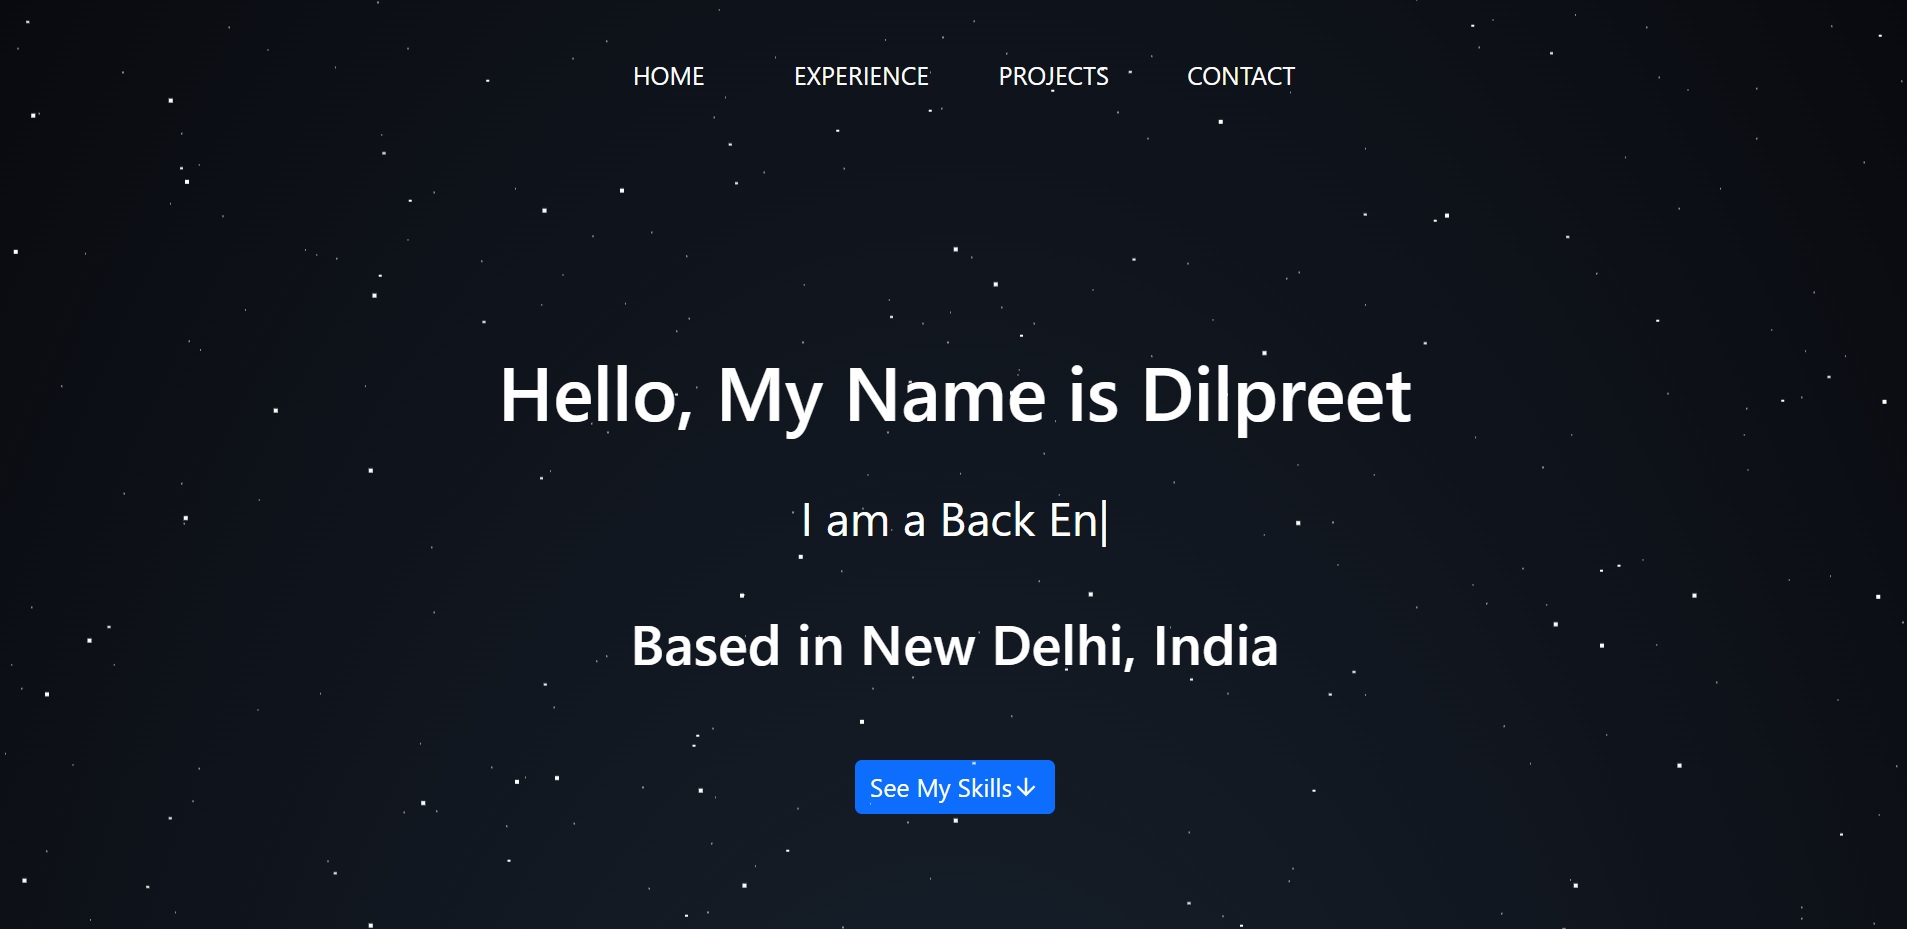 HOME EXPERIENCE PROJECTS CONTACT
Hello, My Name is Dilpreet
I am a Back En|
Based in New Delhi, India
See My Skills↓